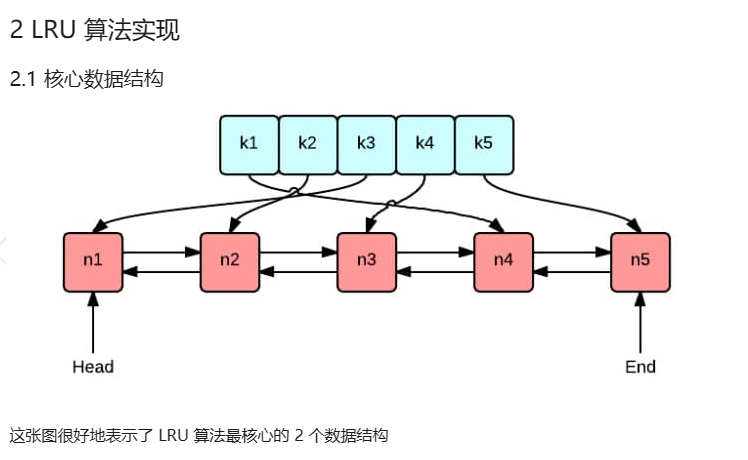 2 LRU 算法实现
2.1 核心数据结构
k1 k2 k3 k4 k5
n1 n2 n3 n4 n5
Head End
这张图很好地表示了 LRU 算法最核心的 2 个数据结构